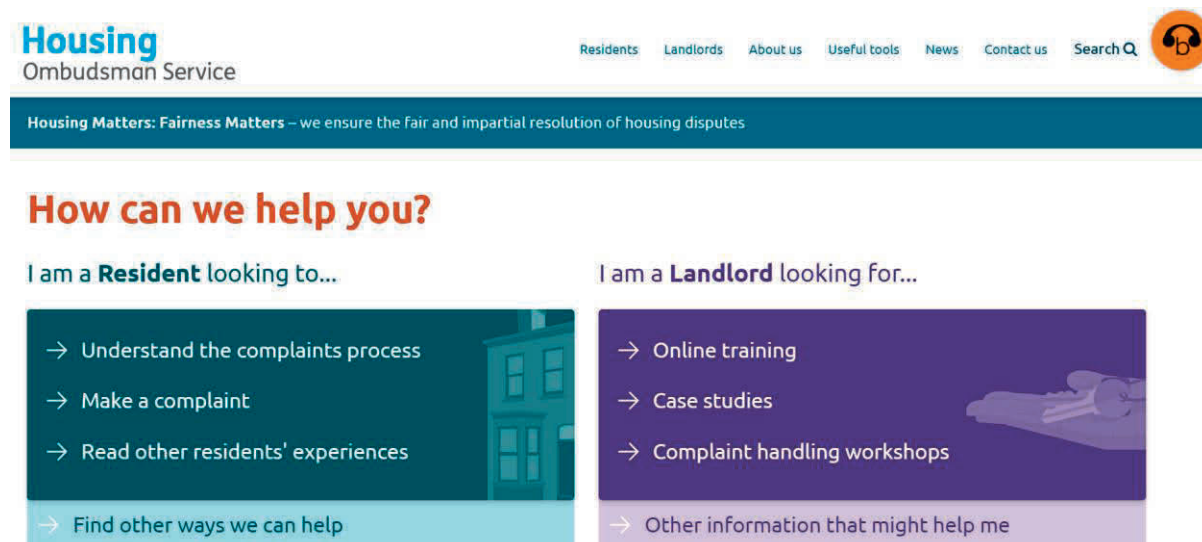 Housing
Ombudsman Service
Residents Landlords About us Useful tools News Contact us Search
b
Housing Matters: Fairness Matters – we ensure the fair and impartial resolution of housing disputes
How can we help you?
I am a Resident looking to...
→ Understand the complaints process
→ Make a complaint
→ Read other residents' experiences
→ Find other ways we can help
I am a Landlord looking for...
→ Online training
→ Case studies
→ Complaint handling workshops
→ Other information that might help me